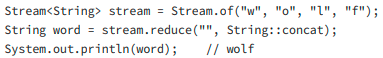 Stream<String> stream = Stream.of("w", "o", "l", "f");
String word = stream.reduce("", String::concat);
System.out.println(word);    // wolf